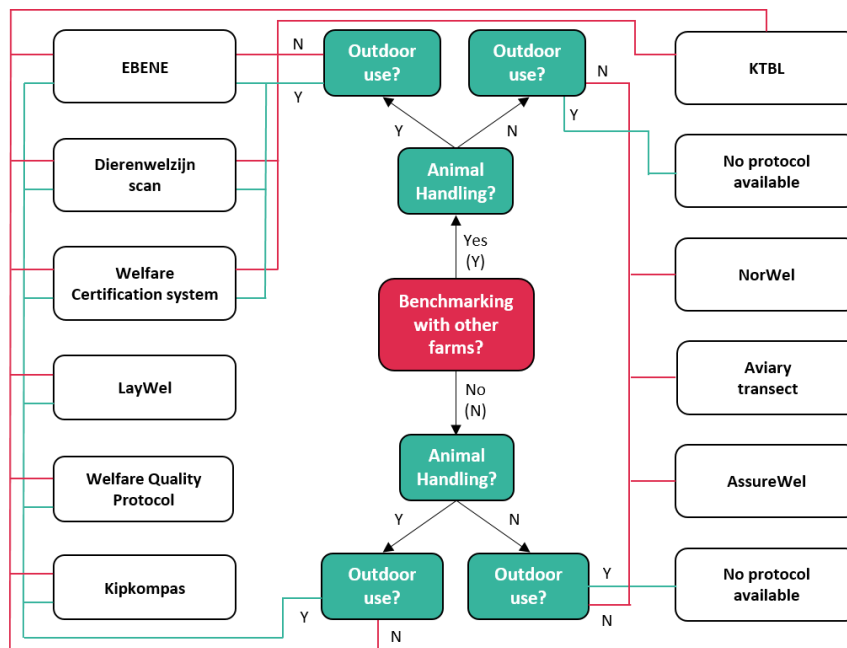 EBENE
N
Y
Outdoor
use?
Outdoor
use?
N
Y
KTBL
Y
N
Dierenwelzijn
scan
Animal
Handling?
No protocol
available
Yes
(Y)
Welfare
Certification system
Benchmarking
with other
farms?
NorWel
LayWel
No
(N)
Aviary
transect
Welfare Quality
Protocol
Animal
Handling?
AssureWel
Y
N
Kipkompas
Y
Outdoor
use?
N
Outdoor
use?
Y
N
No protocol
available